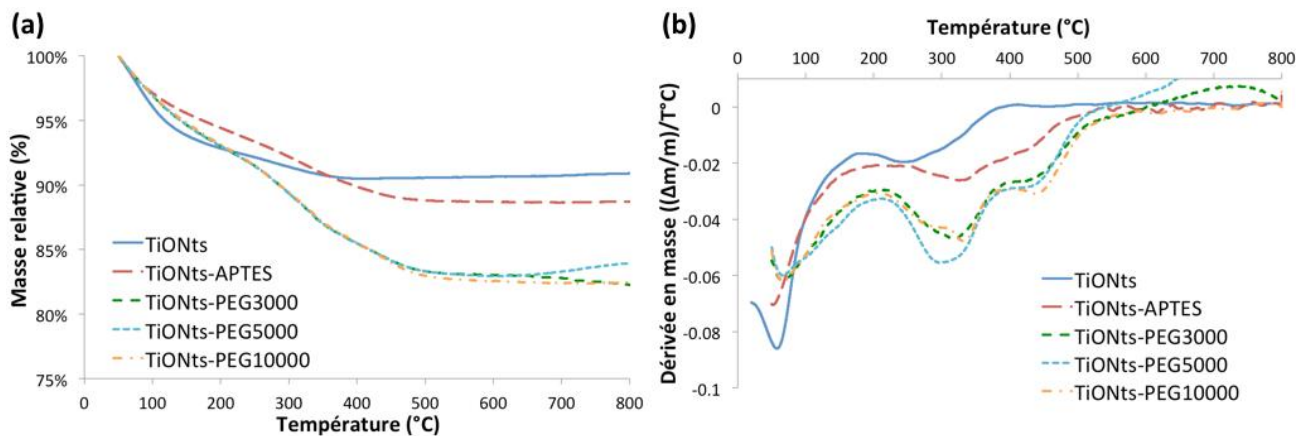 (a)
100%
95%
90%
85%
80%
75%
Masse relative (%)
TiONts
TiONts-APTES
TiONts-PEG3000
TiONts-PEG5000
TiONts-PEG10000
0 100 200 300 400 500 600 700 800
Température (°C)
(b)
Température (°C)
0 100 200 300 400 500 600 700 800
0
-0.02
-0.04
-0.06
-0.08
-0.1
Dérivée en masse ((Δm/m)/T°C)
TiONts
TiONts-APTES
TiONts-PEG3000
TiONts-PEG5000
TiONts-PEG10000